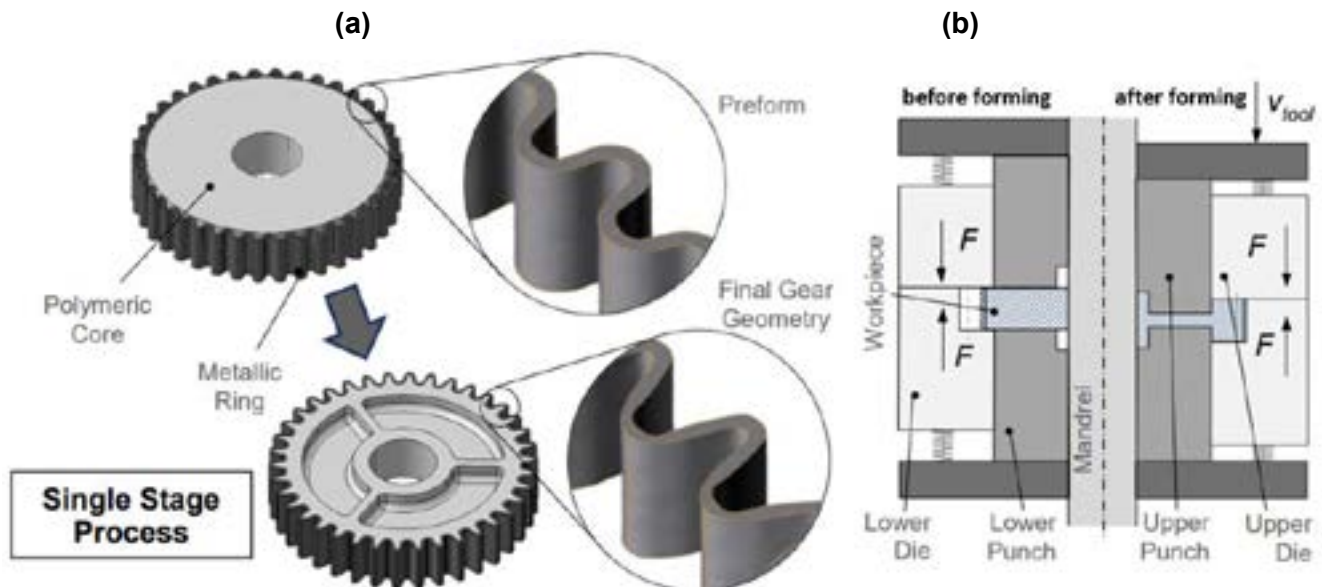 (a)
Preform
Polymeric
Core
Metallic
Ring
Final Gear
Geometry
Single Stage
Process
(b)
before forming
after forming
vtool
Workpiece
F
F
F
F
Mandrel
Lower
Die
Lower
Punch
Upper
Punch
Upper
Die